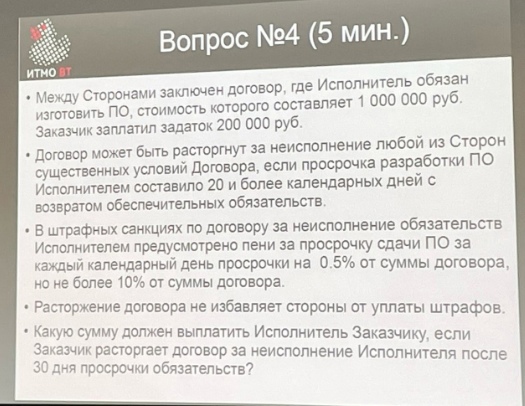 ИТМО ВТ
Вопрос №4 (5 мин.)
• Между Сторонами заключен договор, где Исполнитель обязан
изготовить ПО, стоимость которого составляет 1 000 000 руб.
Заказчик заплатил задаток 200 000 руб.
• Договор может быть расторгнут за неисполнение любой из Сторон
существенных условий Договора, если просрочка разработки ПО
Исполнителем составило 20 и более календарных дней с
возвратом обеспечительных обязательств.
• В штрафных санкциях по договору за неисполнение обязательств
Исполнителем предусмотрено пени за просрочку сдачи ПО за
каждый календарный день просрочки на 0.5% от суммы договора,
но не более 10% от суммы договора.
• Расторжение договора не избавляет стороны от уплаты штрафов.
• Какую сумму должен выплатить Исполнитель Заказчику, если
Заказчик расторгает договор за неисполнение Исполнителя после
30 дня просрочки обязательств?